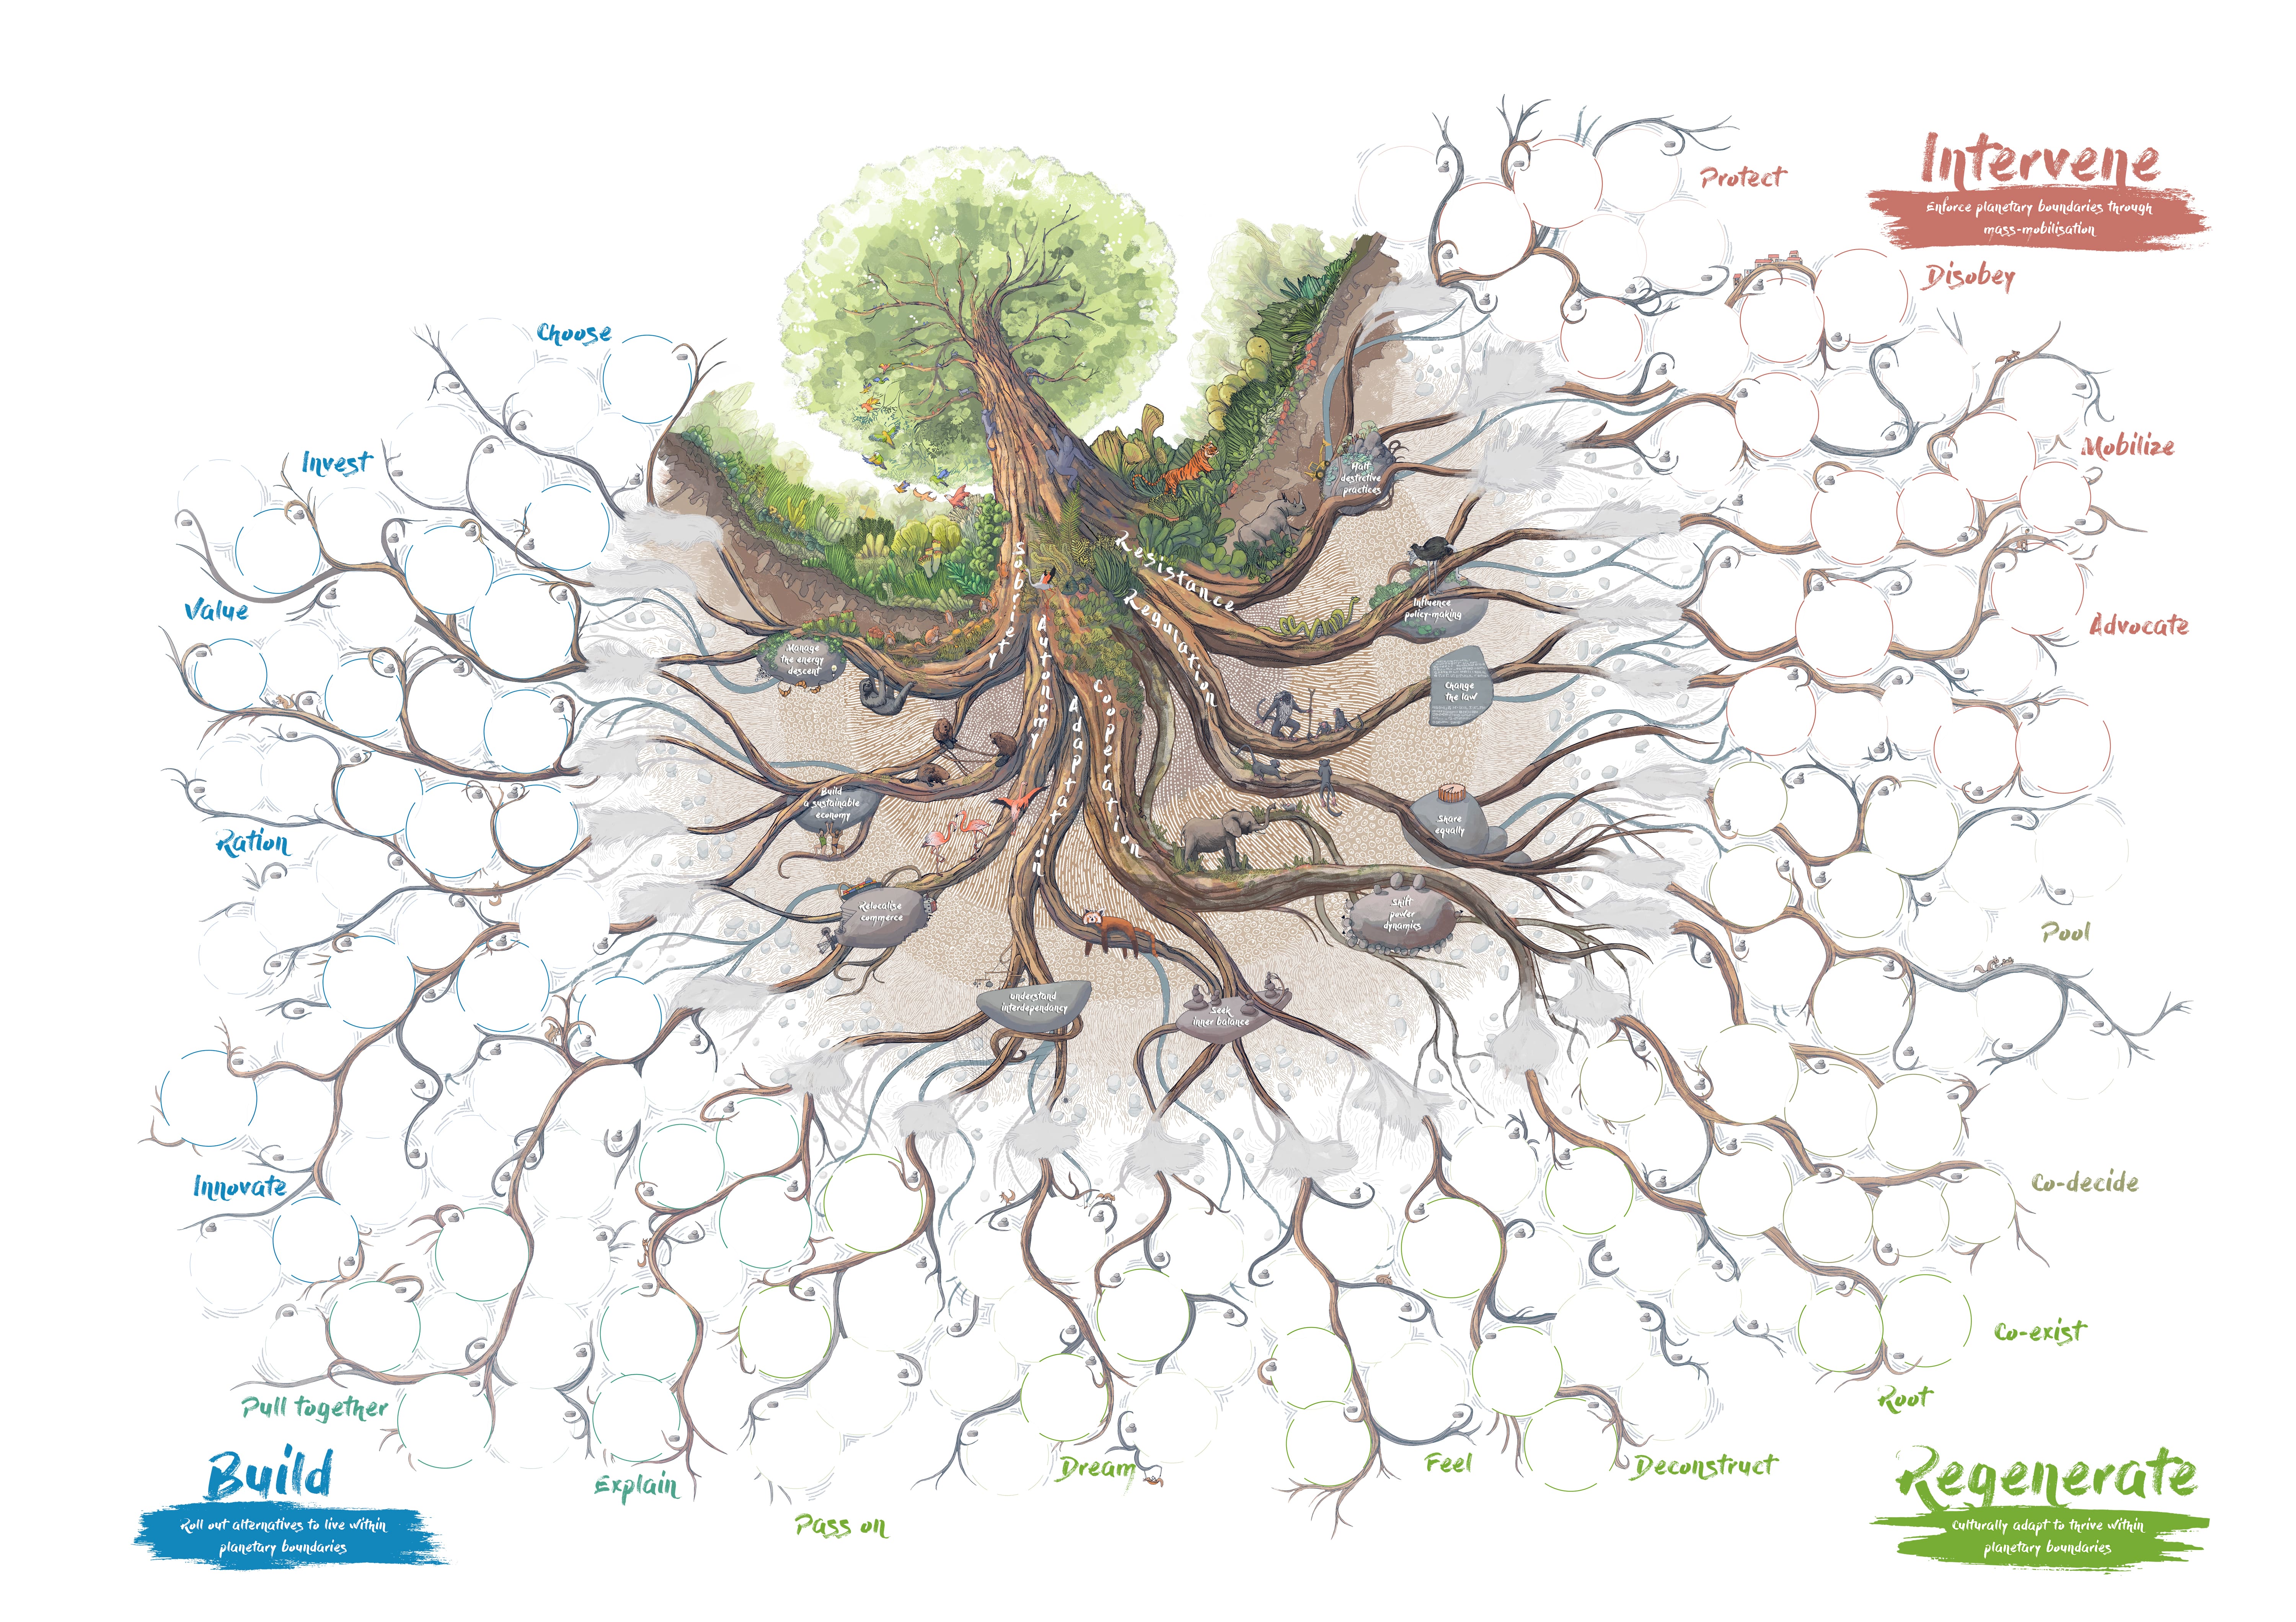 Intervene
Enforce planetary boundaries through
mass-mobilisation
Protect
Disobey
Mobilize
Advocate
Pool
Co-decide
Co-exist
Root
Regenerate
Culturally adapt to thrive within
planetary boundaries
Deconstruct
Feel
Dream
Pass on
Explain
Pull together
Build
Roll out alternatives to live within
planetary boundaries
Innovate
Ration
Value
Invest
Choose
Sobriety
Autonomy
Adaptation
Cooperation
Regulation
Resistance
Manage
the energy
descent
Build
a sustainable
economy
Relocalise
commerce
understand
interdependancy
Seek
inner balance
Shift
power
dynamics
Share
equally
Change
the law
Influence
policy-making
Halt
destrctive
practices